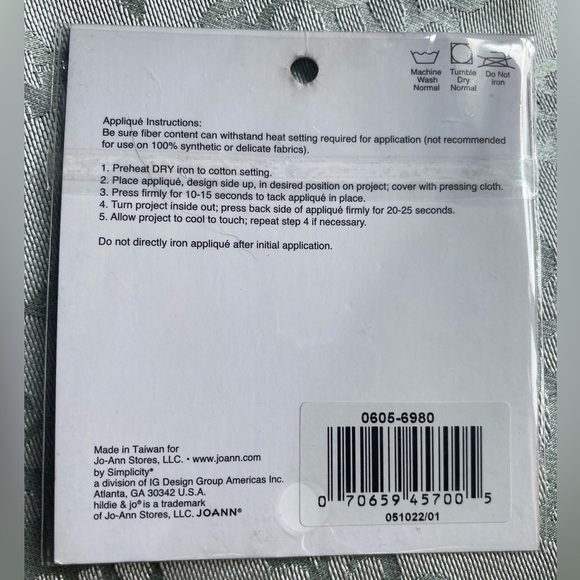 Machine Wash Normal
Tumble Dry Normal
Do Not Iron
Appliqué Instructions:
Be sure fiber content can withstand heat setting required for application (not recommended
for use on 100% synthetic or delicate fabrics).
1. Preheat DRY iron to cotton setting.
2. Place appliqué, design side up, in desired position on project; cover with pressing cloth.
3. Press firmly for 10-15 seconds to tack appliqué in place.
4. Turn project inside out; press back side of appliqué firmly for 20-25 seconds.
5. Allow project to cool to touch; repeat step 4 if necessary.
Do not directly iron appliqué after initial application.
Made in Taiwan for
Jo-Ann Stores, LLC. • www.joann.com
by Simplicity®
a division of IG Design Group Americas Inc.
Atlanta, GA 30342 U.S.A.
hildie & jo® is a trademark
of Jo-Ann Stores, LLC. JOANN®
0605-6980
0 70659 45700 5
051022/01